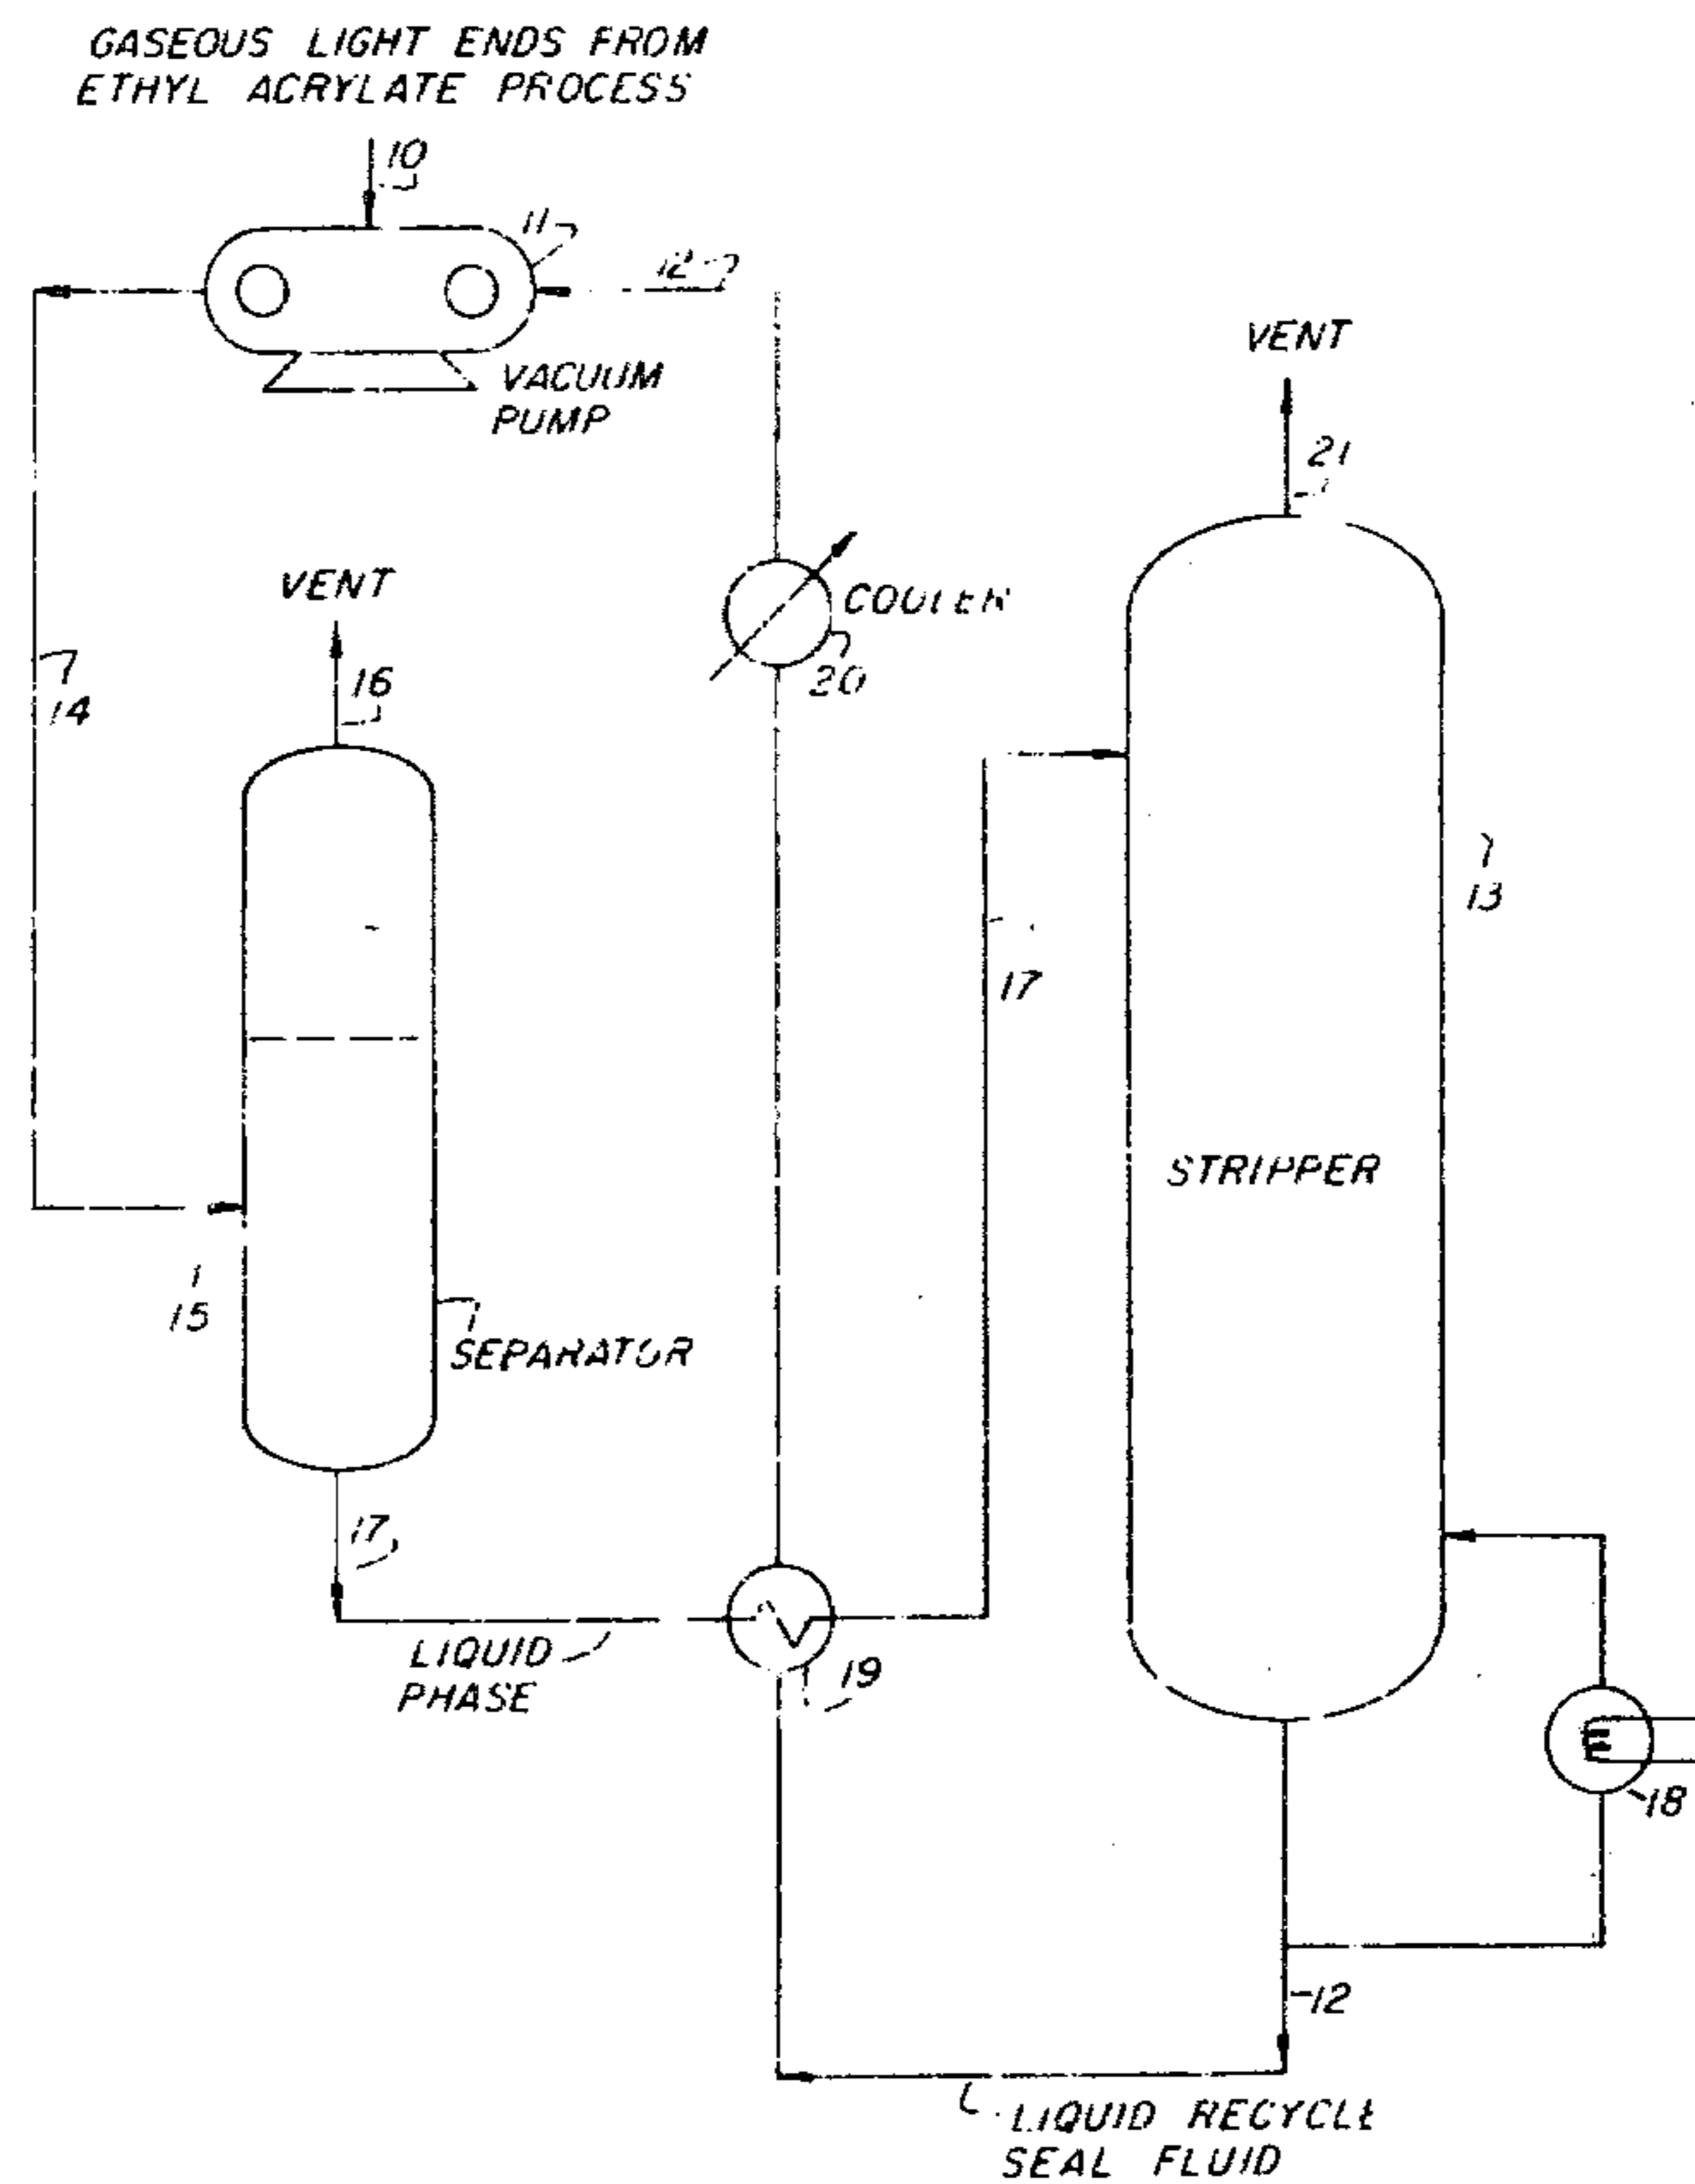 GASEOUS LIGHT ENDS FROM
ETHYL ACRYLATE PROCESS
10
11
12
VACUUM
PUMP
VENT
21
VENT
COOLER
16
20
14
13
17
STRIPPER
15
SEPARATOR
17
LIQUID
PHASE
19
18
12
LIQUID RECYCLE
SEAL FLUID